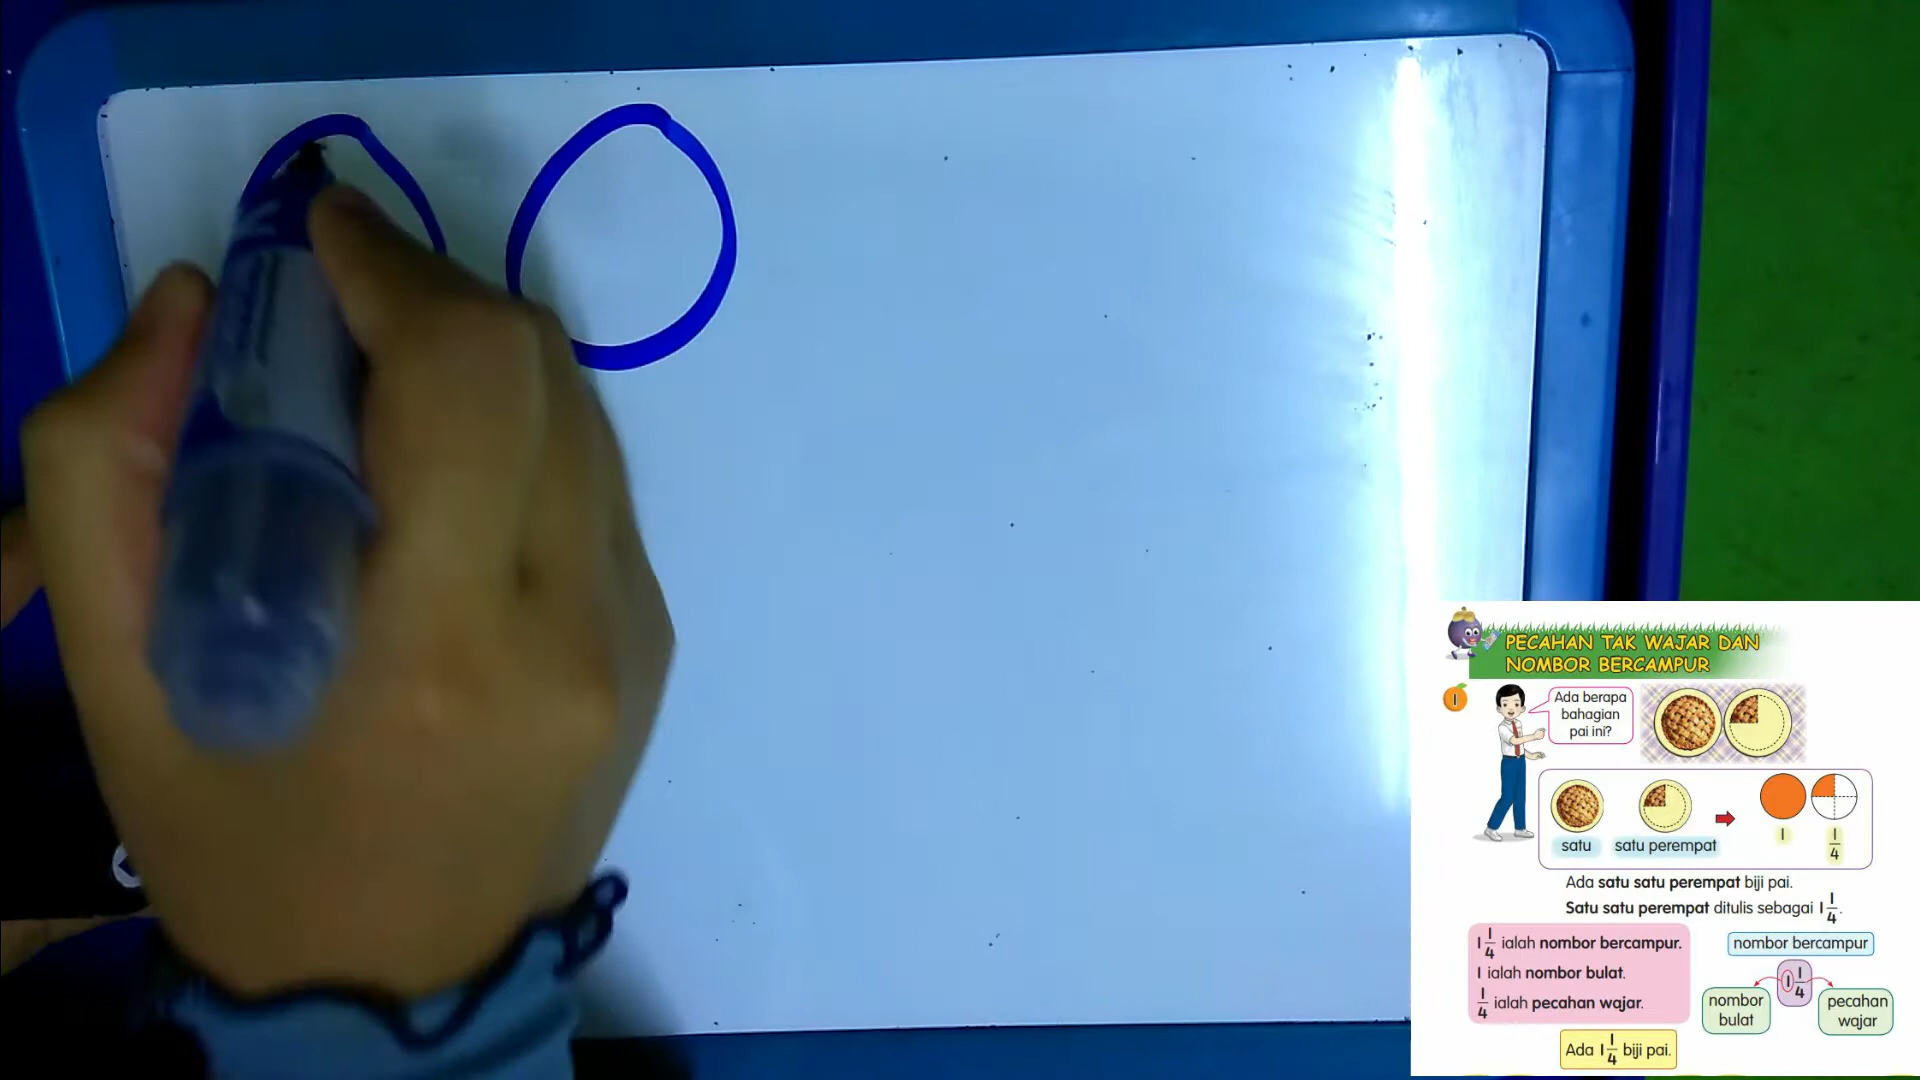 PECAHAN TAK WAJAR DAN
NOMBOR BERCAMPUR
1
Ada berapa
bahagian
pai ini?
satu
satu perempat
1
1/4
Ada satu satu perempat biji pai.
Satu satu perempat ditulis sebagai 1 1/4.
1 1/4 ialah nombor bercampur.
1 ialah nombor bulat.
1/4 ialah pecahan wajar.
nombor bercampur
1 1/4
nombor
bulat
pecahan
wajar
Ada 1 1/4 biji pai.